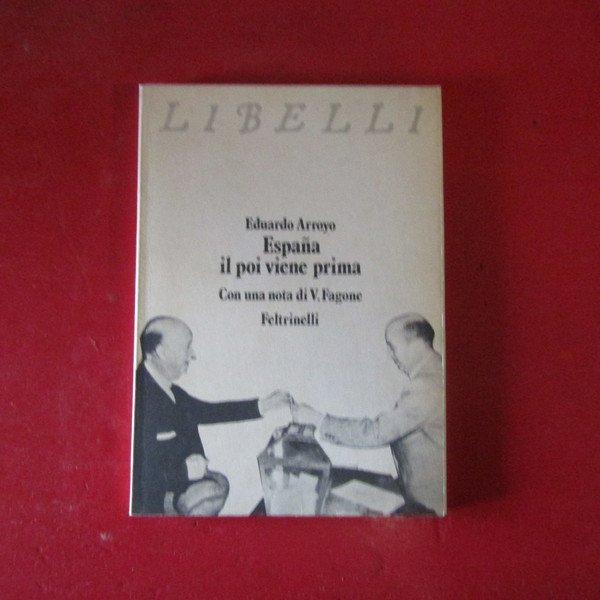 LIBELLI
Eduardo Arroyo
España
il poi viene prima
Con una nota di V. Fagone
Feltrinelli